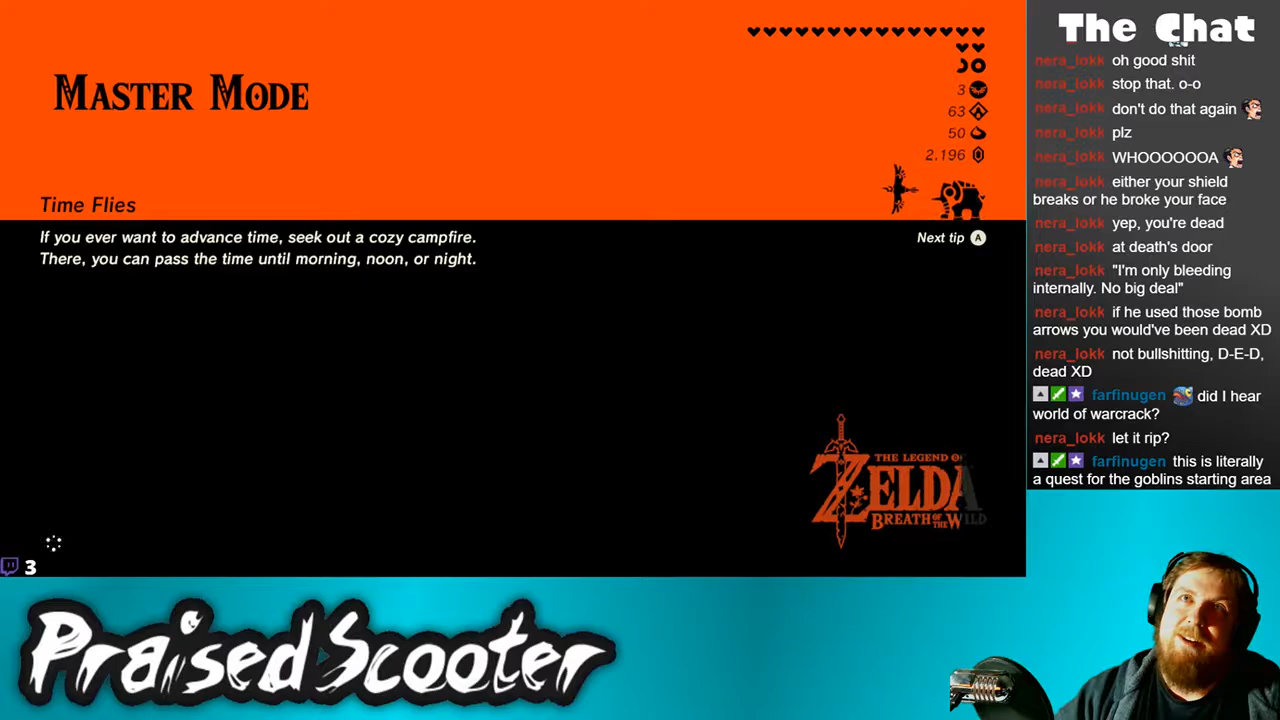 MASTER MODE
3
63
50
2,196
Time Flies
If you ever want to advance time, seek out a cozy campfire.
There, you can pass the time until morning, noon, or night.
Next tip A
THE LEGEND OF
ZELDA
BREATH OF THE WILD
3
PraisedScooter
The Chat
nera_lokk oh good shit
nera_lokk stop that. o-o
nera_lokk don't do that again
nera_lokk plz
nera_lokk WHOOOOOOA
nera_lokk either your shield
breaks or he broke your face
nera_lokk yep, you're dead
nera_lokk at death's door
nera_lokk "I'm only bleeding
internally. No big deal"
nera_lokk if he used those bomb
arrows you would've been dead XD
nera_lokk not bullshitting, D-E-D,
dead XD
farfinugen did I hear
world of warcrack?
nera_lokk let it rip?
farfinugen this is literally
a quest for the goblins starting area